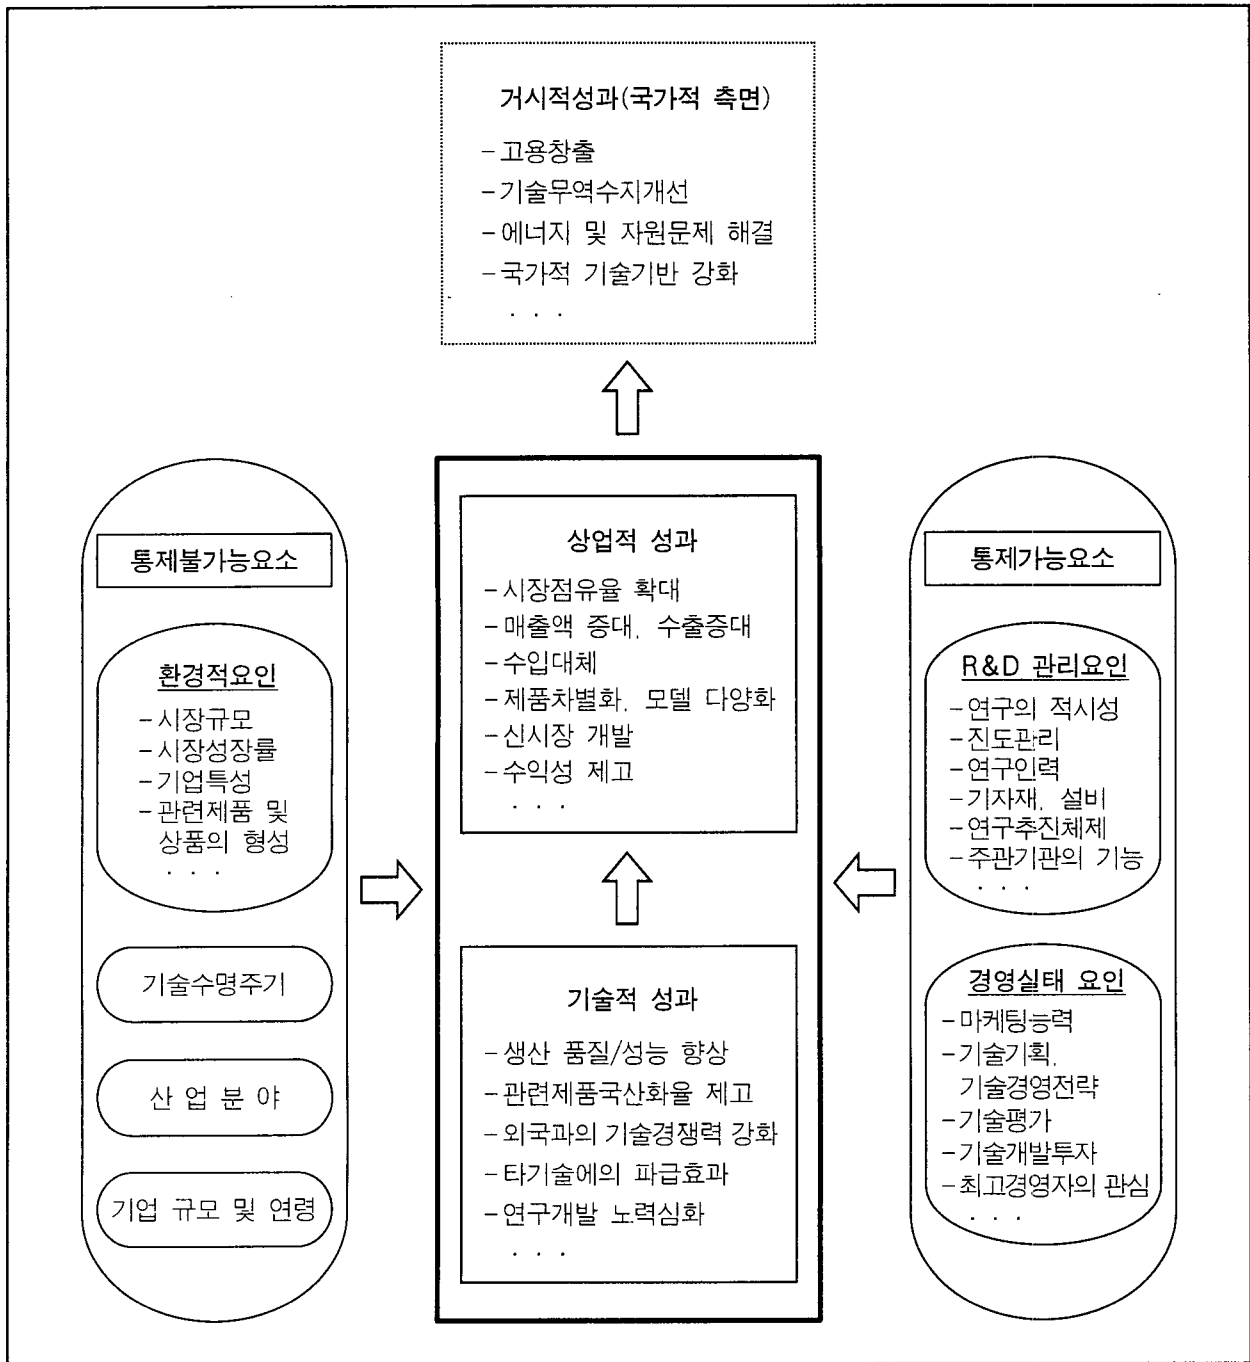 거시적성과(국가적 측면)
– 고용창출
– 기술무역수지개선
– 에너지 및 자원문제 해결
– 국가적 기술기반 강화
. . .
통제불가능요소
환경적요인
– 시장규모
– 시장성장률
– 기업특성
– 관련제품 및
상품의 형성
. . .
기술수명주기
산 업 분 야
기업 규모 및 연령
상업적 성과
– 시장점유율 확대
– 매출액 증대, 수출증대
– 수입대체
– 제품차별화, 모델 다양화
– 신시장 개발
– 수익성 제고
. . .
기술적 성과
– 생산 품질/성능 향상
– 관련제품국산화율 제고
– 외국과의 기술경쟁력 강화
– 타기술에의 파급효과
– 연구개발 노력심화
. . .
통제가능요소
R&D 관리요인
– 연구의 적시성
– 진도관리
– 연구인력
– 기자재, 설비
– 연구추진체제
– 주관기관의 기능
. . .
경영실태 요인
– 마케팅능력
– 기술기획,
기술경영전략
– 기술평가
– 기술개발투자
– 최고경영자의 관심
. . .